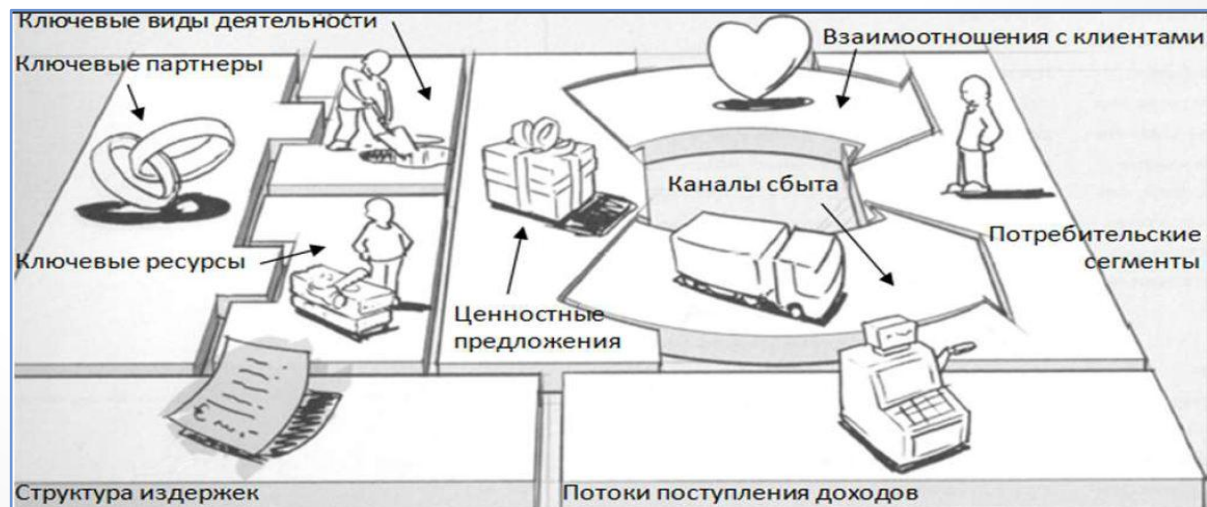 Ключевые виды деятельности
Взаимоотношения с клиентами
Ключевые партнеры
Каналы сбыта
Потребительские
сегменты
Ключевые ресурсы
Ценностные
предложения
Структура издержек
Потоки поступления доходов